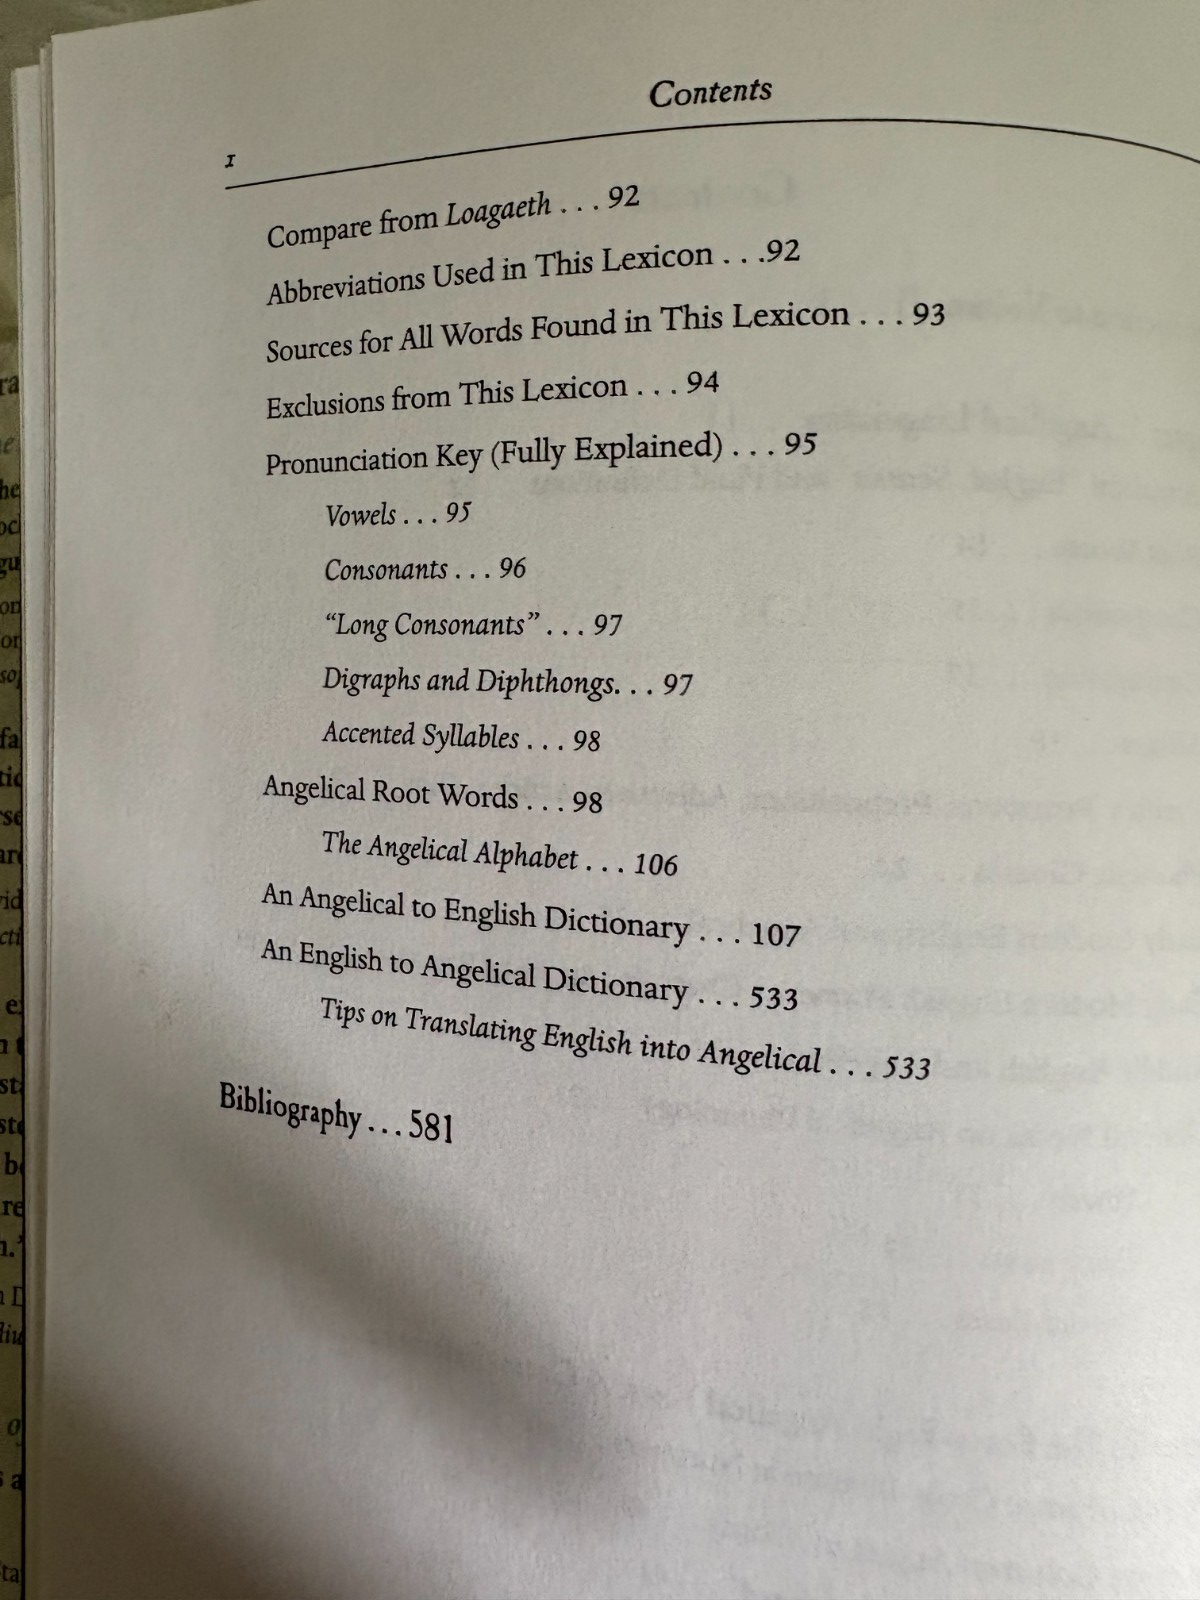 Contents
I
Compare from Loagaeth . . . 92
Abbreviations Used in This Lexicon . . .92
Sources for All Words Found in This Lexicon . . . 93
Exclusions from This Lexicon . . . 94
Pronunciation Key (Fully Explained) . . . 95
Vowels . . . 95
Consonants . . . 96
“Long Consonants” . . . 97
Digraphs and Diphthongs. . . 97
Accented Syllables . . . 98
Angelical Root Words . . . 98
The Angelical Alphabet . . . 106
An Angelical to English Dictionary . . . 107
An English to Angelical Dictionary . . . 533
Tips on Translating English into Angelical . . . 533
Bibliography . . . 581